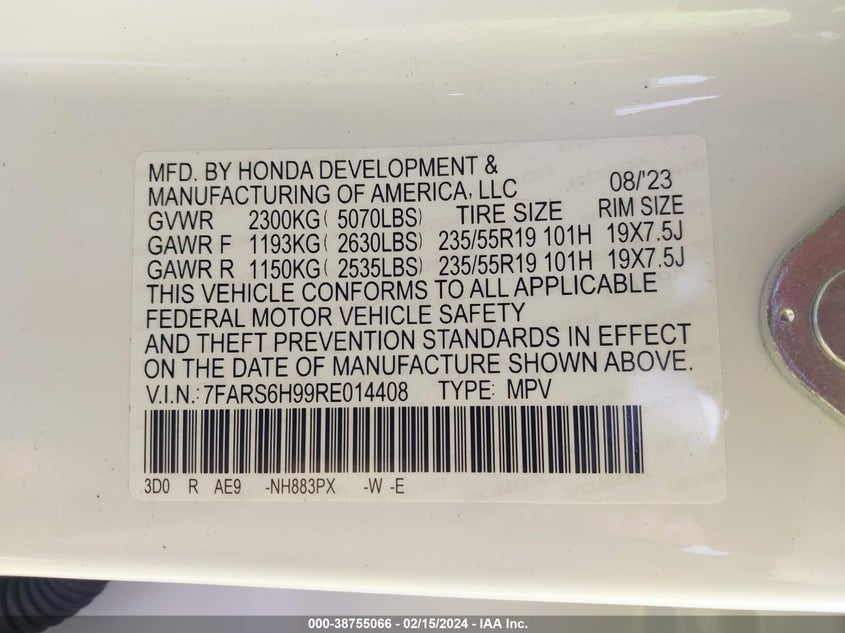 MFD. BY HONDA DEVELOPMENT &
MANUFACTURING OF AMERICA, LLC 08/'23
GVWR 2300KG( 5070LBS) TIRE SIZE RIM SIZE
GAWR F 1193KG( 2630LBS) 235/55R19 101H 19X7.5J
GAWR R 1150KG( 2535LBS) 235/55R19 101H 19X7.5J
THIS VEHICLE CONFORMS TO ALL APPLICABLE
FEDERAL MOTOR VEHICLE SAFETY
AND THEFT PREVENTION STANDARDS IN EFFECT
ON THE DATE OF MANUFACTURE SHOWN ABOVE.
V.I.N.:7FARS6H99RE014408 TYPE: MPV
3D0 R AE9 -NH883PX -W -E
000-38755066 - 02/15/2024 - IAA Inc.